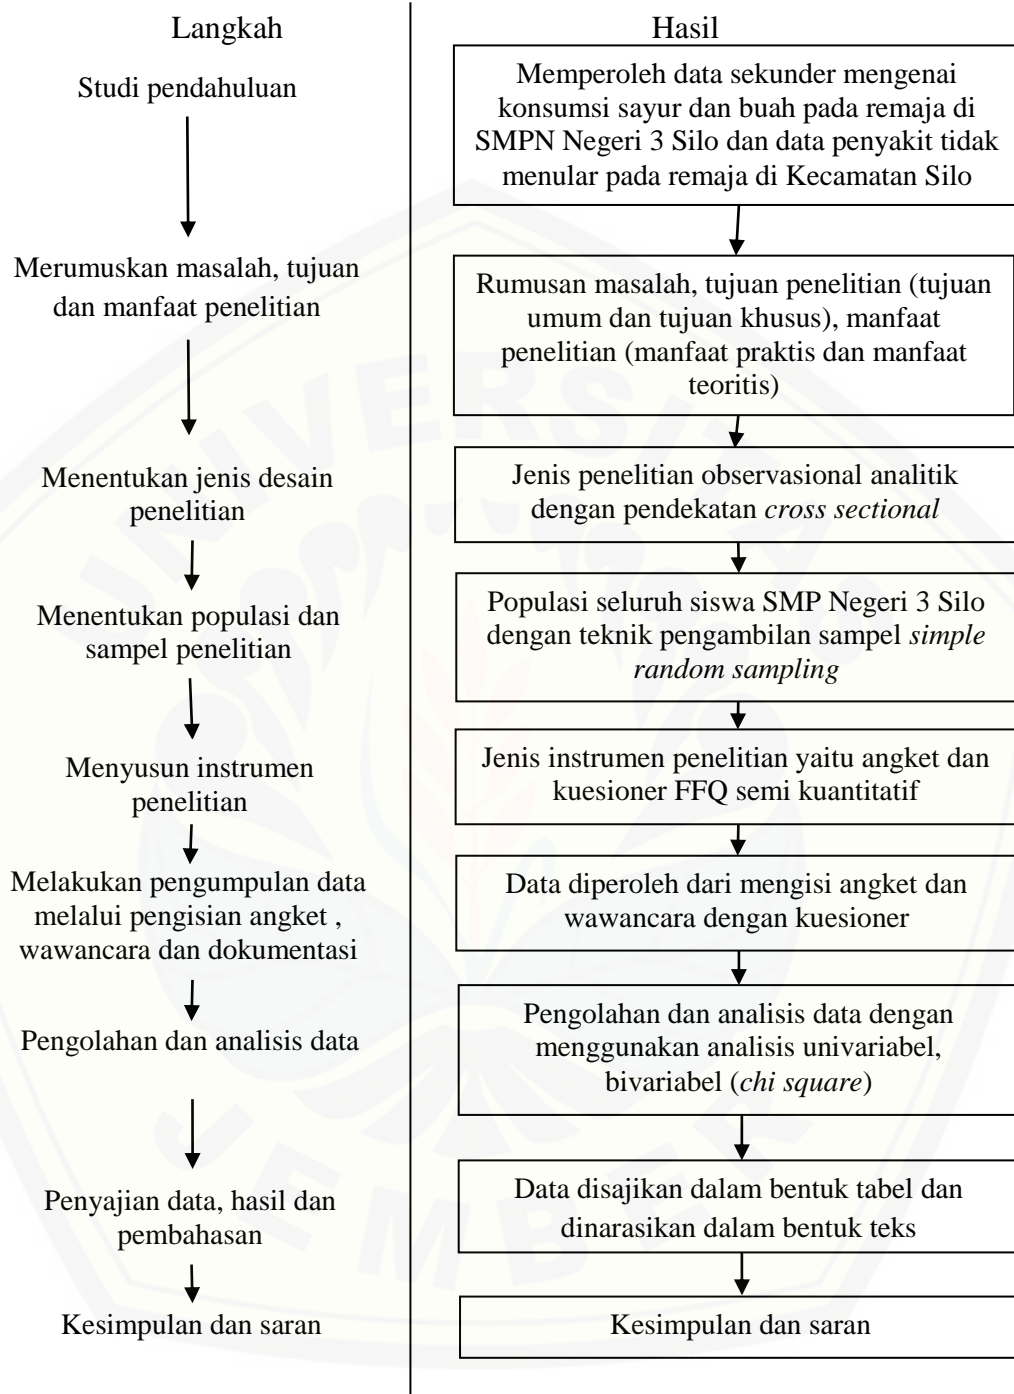 Langkah
Hasil
Studi pendahuluan
Memperoleh data sekunder mengenai
konsumsi sayur dan buah pada remaja di
SMPN Negeri 3 Silo dan data penyakit tidak
menular pada remaja di Kecamatan Silo
Merumuskan masalah, tujuan
dan manfaat penelitian
Rumusan masalah, tujuan penelitian (tujuan
umum dan tujuan khusus), manfaat
penelitian (manfaat praktis dan manfaat
teoritis)
Menentukan jenis desain
penelitian
Jenis penelitian observasional analitik
dengan pendekatan cross sectional
Menentukan populasi dan
sampel penelitian
Populasi seluruh siswa SMP Negeri 3 Silo
dengan teknik pengambilan sampel simple
random sampling
Menyusun instrumen
penelitian
Jenis instrumen penelitian yaitu angket dan
kuesioner FFQ semi kuantitatif
Melakukan pengumpulan data
melalui pengisian angket ,
wawancara dan dokumentasi
Data diperoleh dari mengisi angket dan
wawancara dengan kuesioner
Pengolahan dan analisis data
Pengolahan dan analisis data dengan
menggunakan analisis univariabel,
bivariabel (chi square)
Penyajian data, hasil dan
pembahasan
Data disajikan dalam bentuk tabel dan
dinarasikan dalam bentuk teks
Kesimpulan dan saran
Kesimpulan dan saran
UNIVERSITAS
JEMBER